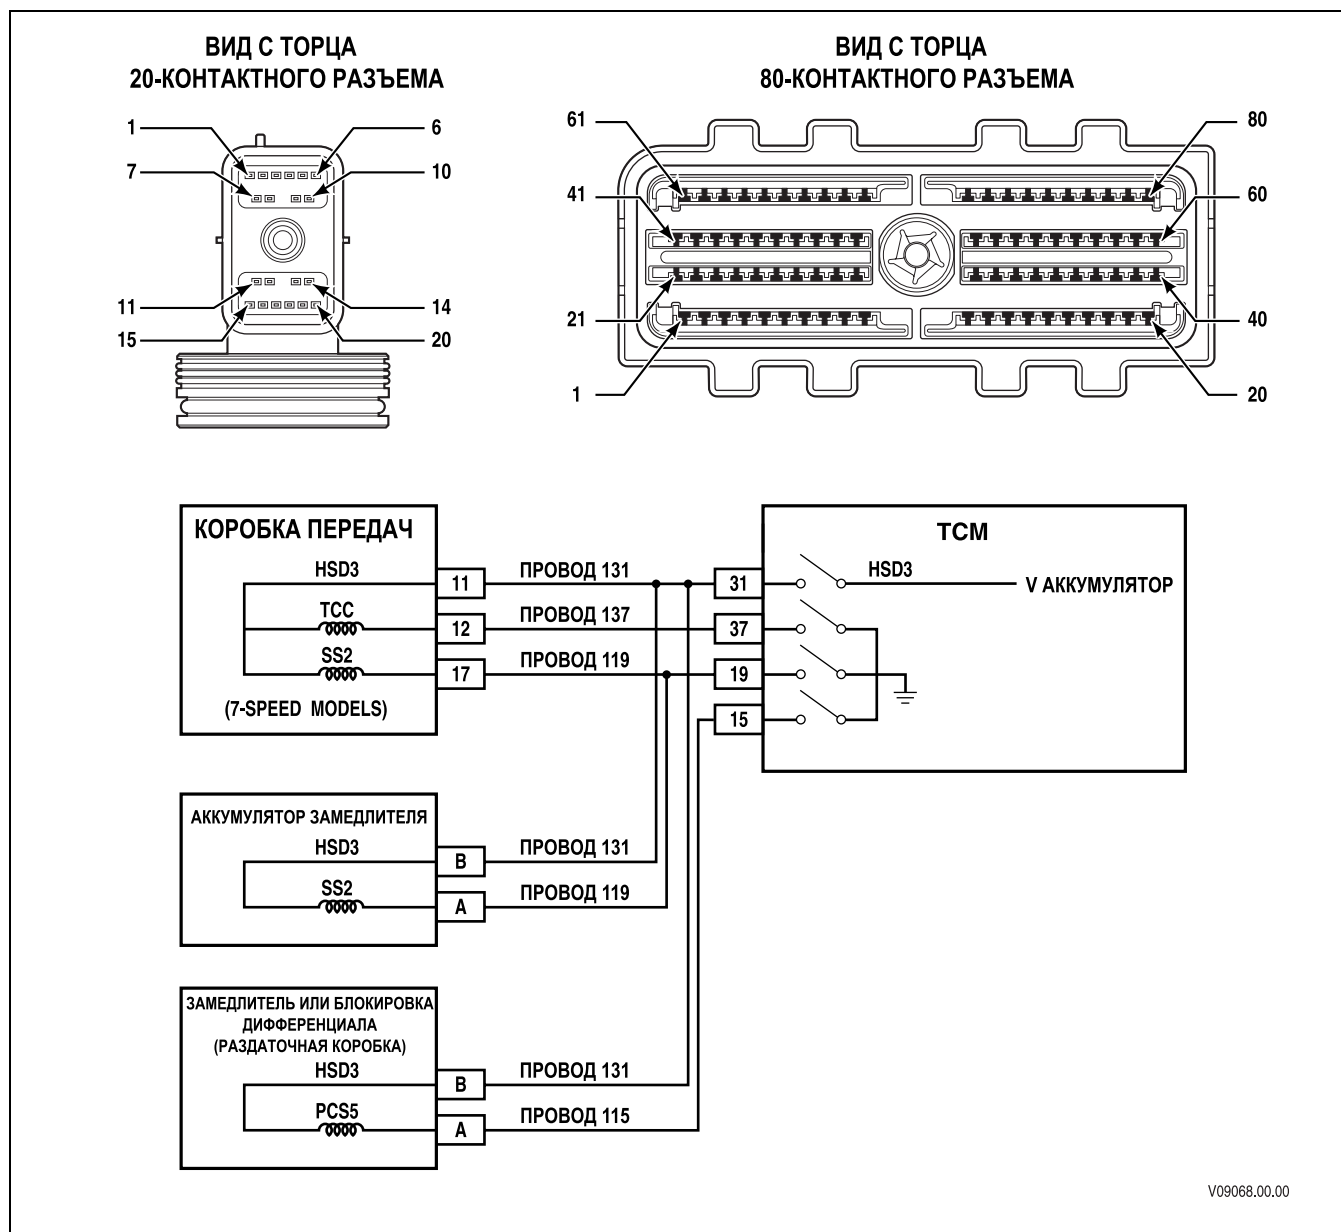 ВИД С ТОРЦА
20-КОНТАКТНОГО РАЗЪЕМА
1
6
7
10
11
14
15
20
ВИД С ТОРЦА
80-КОНТАКТНОГО РАЗЪЕМА
61
80
41
60
21
40
1
20
КОРОБКА ПЕРЕДАЧ
HSD3
11
ПРОВОД 131
TCC
12
ПРОВОД 137
SS2
17
ПРОВОД 119
(7-SPEED MODELS)
TCM
31
HSD3
V АККУМУЛЯТОР
37
19
15
АККУМУЛЯТОР ЗАМЕДЛИТЕЛЯ
HSD3
B
ПРОВОД 131
SS2
A
ПРОВОД 119
ЗАМЕДЛИТЕЛЬ ИЛИ БЛОКИРОВКА
ДИФФЕРЕНЦИАЛА
(РАЗДАТОЧНАЯ КОРОБКА)
HSD3
B
ПРОВОД 131
PCS5
A
ПРОВОД 115
V09068.00.00